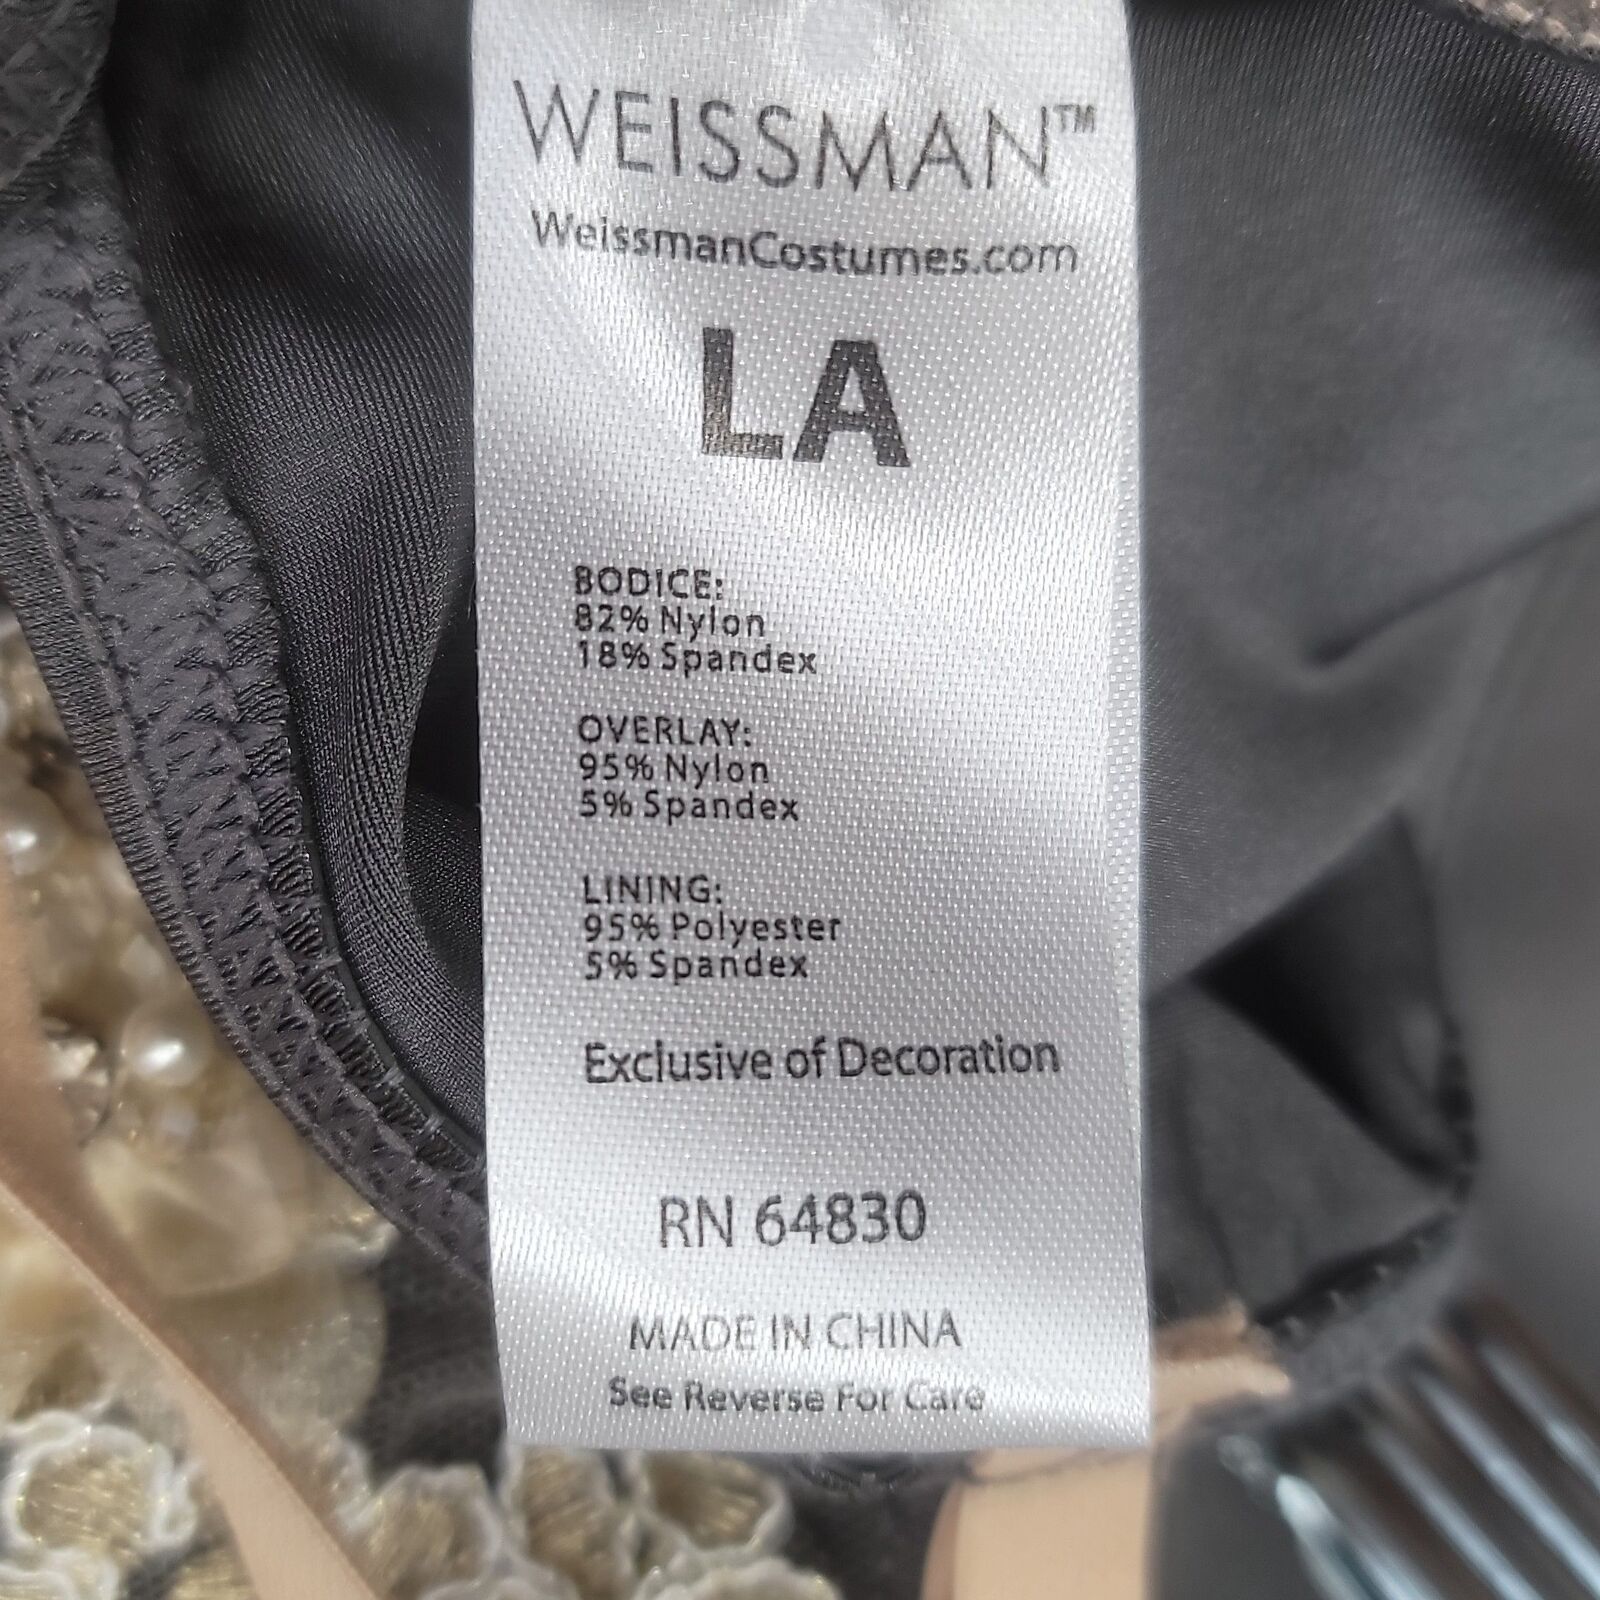 WEISSMAN™
WeissmanCostumes.com
LA
BODICE:
82% Nylon
18% Spandex
OVERLAY:
95% Nylon
5% Spandex
LINING:
95% Polyester
5% Spandex
Exclusive of Decoration
RN 64830
MADE IN CHINA
See Reverse For Care